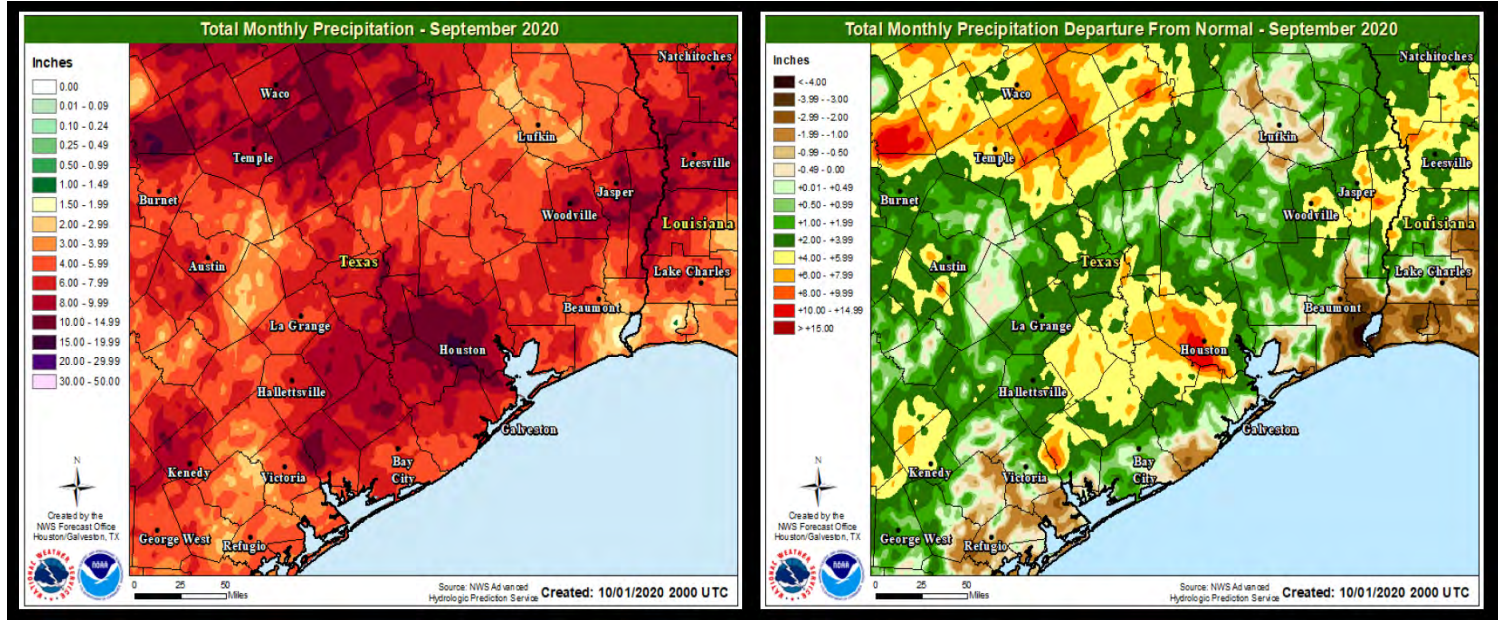 Total Monthly Precipitation - September 2020
Inches
0.00
0.01 - 0.09
0.10 - 0.24
0.25 - 0.49
0.50 - 0.99
1.00 - 1.49
1.50 - 1.99
2.00 - 2.99
3.00 - 3.99
4.00 - 5.99
6.00 - 7.99
8.00 - 9.99
10.00 - 14.99
15.00 - 19.99
20.00 - 29.99
30.00 - 50.00
Natchitoches
Waco
Lufkin
Temple
Leesville
Burnet
Jasper
Woodville
Louisiana
Austin
Texas
Lake Charles
Beaumont
La Grange
Houston
Hallettsville
Galveston
Kenedy
Victoria
Bay
City
George West
Refugio
N
Created by the
NWS Forecast Office
Houston/Galveston, TX
0 25 50
Miles
Source: NWS Advanced
Hydrologic Prediction Service
Created: 10/01/2020 2000 UTC
Total Monthly Precipitation Departure From Normal - September 2020
Inches
< -4.00
-3.99 - -3.00
-2.99 - -2.00
-1.99 - -1.00
-0.99 - -0.50
-0.49 - 0.00
+0.01 - +0.49
+0.50 - +0.99
+1.00 - +1.99
+2.00 - +3.99
+4.00 - +5.99
+6.00 - +7.99
+8.00 - +9.99
+10.00 - +14.99
> +15.00
Natchitoches
Waco
Lufkin
Temple
Leesville
Burnet
Jasper
Woodville
Louisiana
Austin
Texas
Lake Charles
Beaumont
La Grange
Houston
Hallettsville
Galveston
Kenedy
Victoria
Bay
City
George West
Refugio
N
Created by the
NWS Forecast Office
Houston/Galveston, TX
0 25 50
Miles
Source: NWS Advanced
Hydrologic Prediction Service
Created: 10/01/2020 2000 UTC